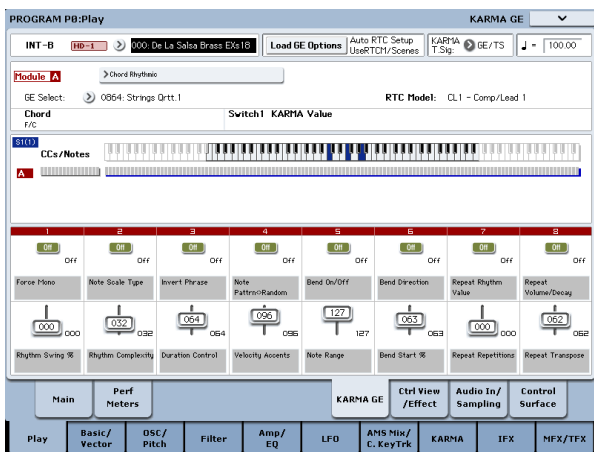 PROGRAM P0:Play
KARMA GE
INT-B HD-1 000: De La Salsa Brass EXs18 Load GE Options Auto RTC Setup UseRTCM/Scenes KARMA T.Sig: GE/TS ♩ = 100.00
Module A Chord Rhythmic
GE Select: 0864: Strings Qrtt.1 RTC Model: CL1 - Comp/Lead 1
Chord Switch1 KARMA Value
F/C
S1(1)
CCs/Notes
A
1 2 3 4 5 6 7 8
Off Off Off Off Off Off Off Off
Off Off Off Off Off Off Off Off
Force Mono Note Scale Type Invert Phrase Note Pattrn◇Random Bend On/Off Bend Direction Repeat Rhythm Value Repeat Volume/Decay
000 032 064 096 127 063 000 062
000 032 064 096 127 063 000 062
Rhythm Swing % Rhythm Complexity Duration Control Velocity Accents Note Range Bend Start % Repeat Repetitions Repeat Transpose
Main Perf Meters KARMA GE Ctrl View /Effect Audio In/ Sampling Control Surface
Play Basic/ Vector OSC/ Pitch Filter Amp/ EQ LFO AMS Mix/ C. KeyTrk KARMA IFX MFX/TFX